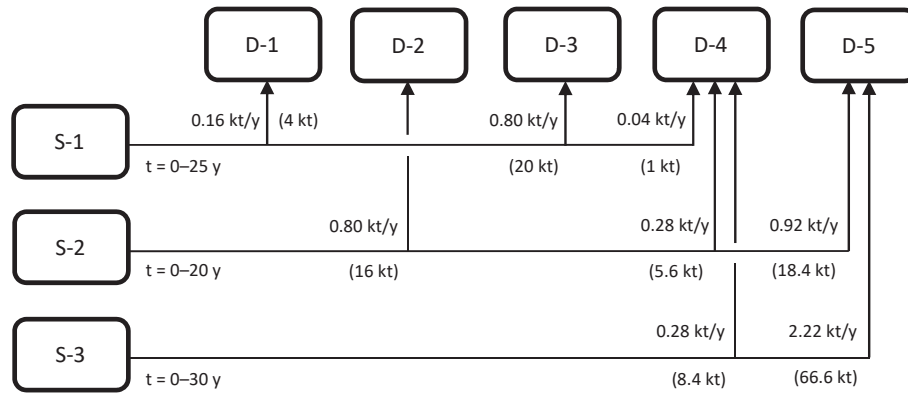 D-1
D-2
D-3
D-4
D-5
0.16 kt/y
(4 kt)
0.80 kt/y
0.04 kt/y
S-1
t = 0–25 y
(20 kt)
(1 kt)
0.80 kt/y
0.28 kt/y
0.92 kt/y
S-2
t = 0–20 y
(16 kt)
(5.6 kt)
(18.4 kt)
0.28 kt/y
2.22 kt/y
S-3
t = 0–30 y
(8.4 kt)
(66.6 kt)